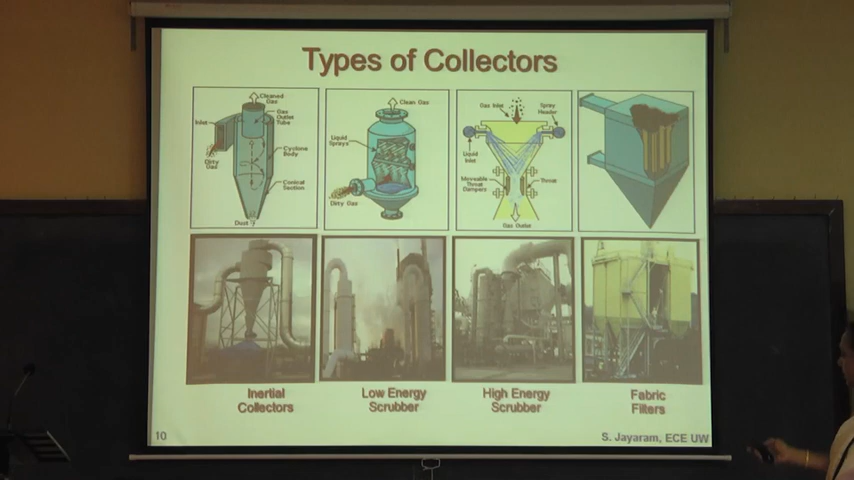 Types of Collectors
Cleaned
Gas
Gas
Outlet
Tube
Inlet
Cyclone
Body
Dirty
Gas
Conical
Section
Dust
Clean Gas
Liquid
Sprays
Dirty Gas
Gas Inlet
Spray
Header
Liquid
Inlet
Moveable
Throat
Dampers
Throat
Gas Outlet
Inertial
Collectors
Low Energy
Scrubber
High Energy
Scrubber
Fabric
Filters
10
S. Jayaram, ECE UW